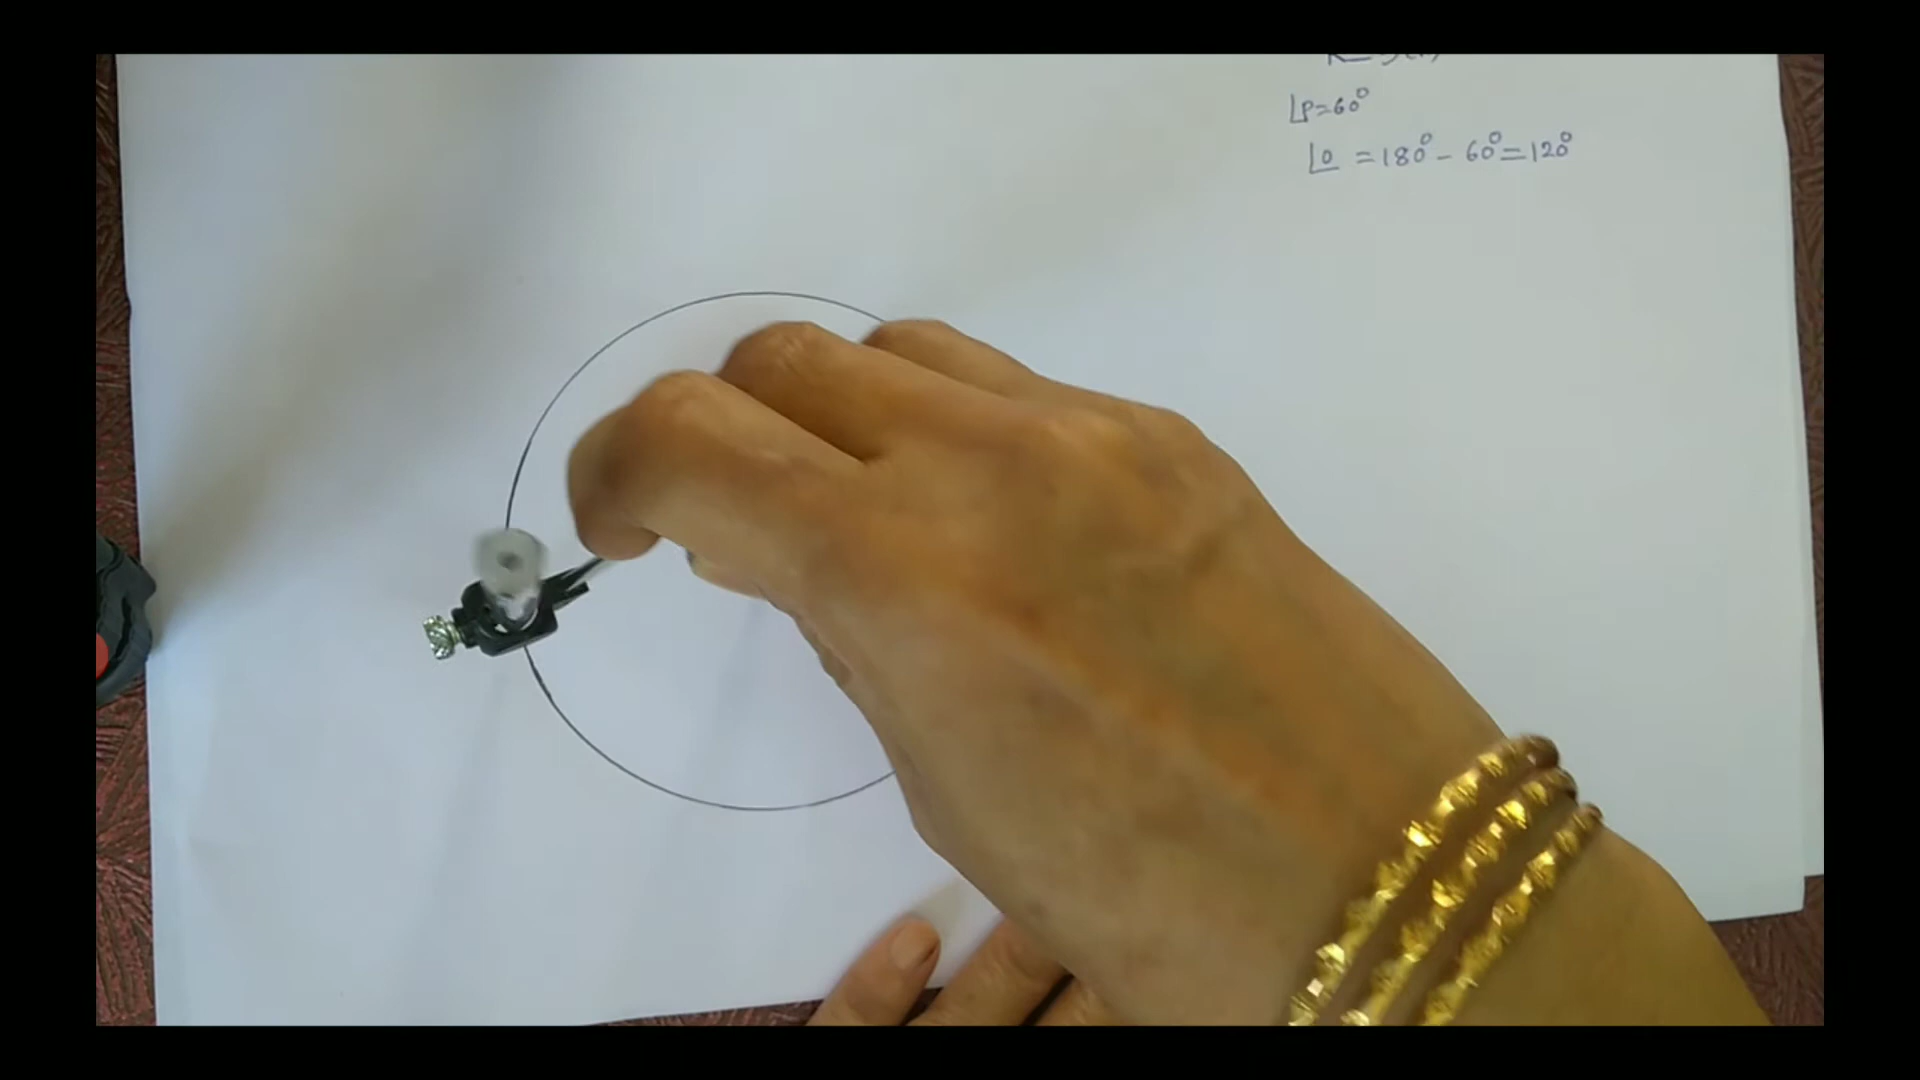 ∟P=60°
∟O = 180° - 60° = 120°